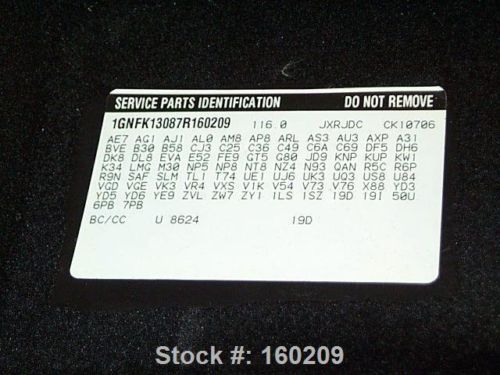 SERVICE PARTS IDENTIFICATION DO NOT REMOVE
1GNFK13087R160209 116.0 JXRJDC CK10706
AE7 AG1 AJ1 AL0 AM8 AP8 ARL AS3 AU3 AXP A31
BVE B30 B58 CJ3 C25 C36 C49 C6A C69 DF5 DH6
DK8 DL8 EVA E52 FE9 GT5 G80 JD9 KNP KUP KW1
K34 LMG M30 NP5 NP8 NT8 NZ4 N93 QAN R5C R6P
R9N SAF SLM TL1 T74 UE1 UJ6 UK3 UQ3 US8 U84
VGD VGE VK3 VR4 VXS V1K V54 V73 V76 X88 YD3
YD5 YD6 YE9 ZVL ZW7 ZY1 1LS 1SZ 19D 19I 50U
6PB 7PB
BC/CC U 8624 19D
Stock #: 160209